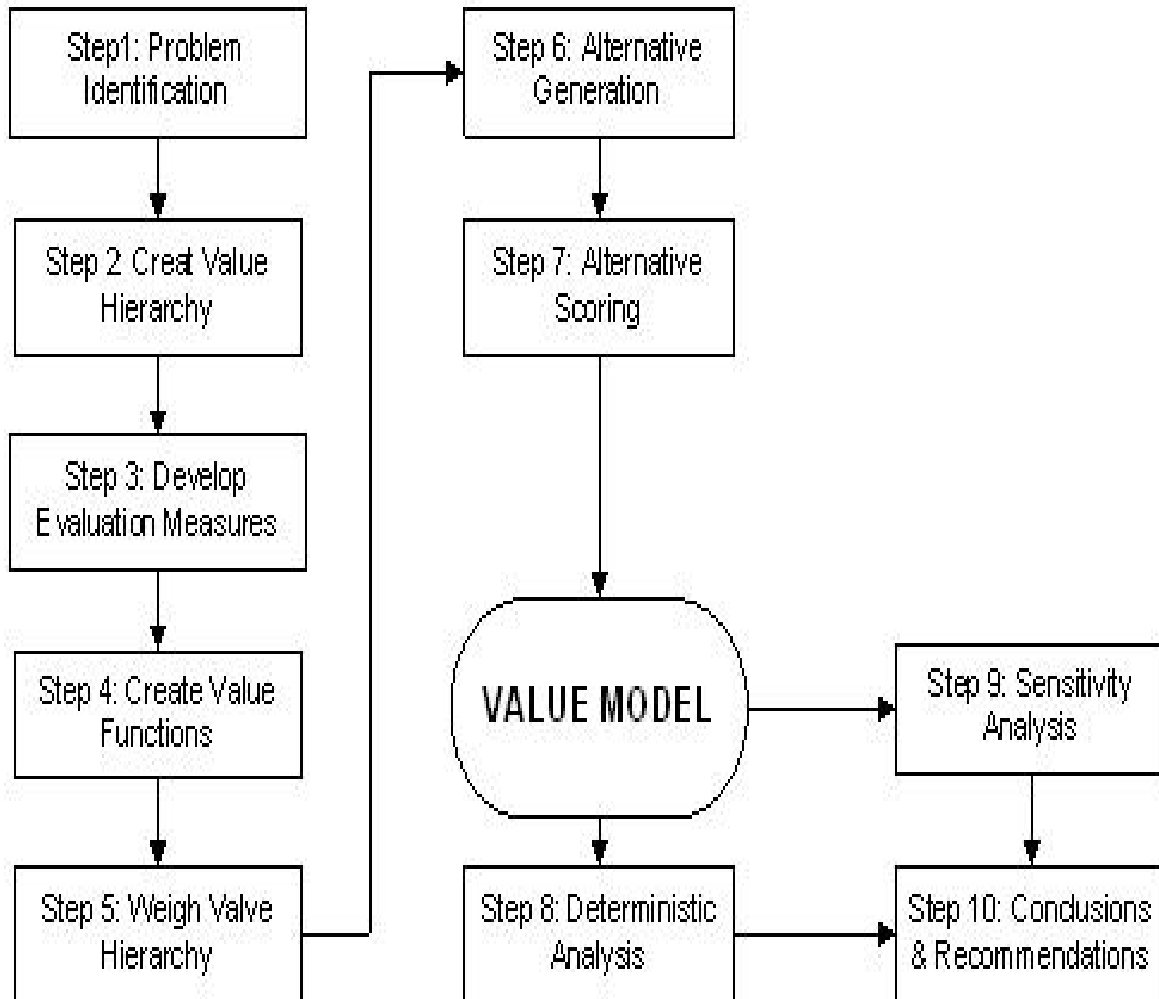 Step1: Problem
Identification
Step 2: Creat Value
Hierarchy
Step 3: Develop
Evaluation Measures
Step 4: Create Value
Functions
Step 5: Weigh Valve
Hierarchy
Step 6: Alternative
Generation
Step 7: Alternative
Scoring
VALUE MODEL
Step 8: Deterministic
Analysis
Step 9: Sensitivity
Analysis
Step 10: Conclusions
& Recommendations